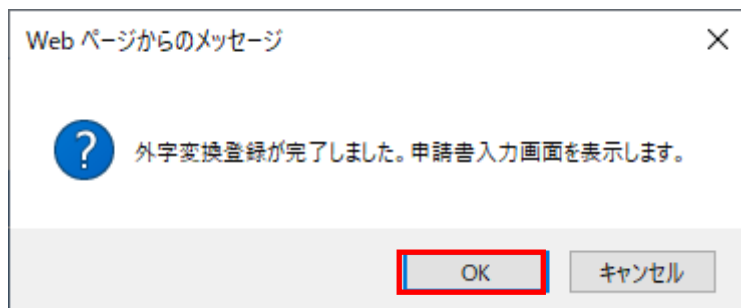 Web ページからのメッセージ
外字変換登録が完了しました。申請書入力画面を表示します。
OK
キャンセル